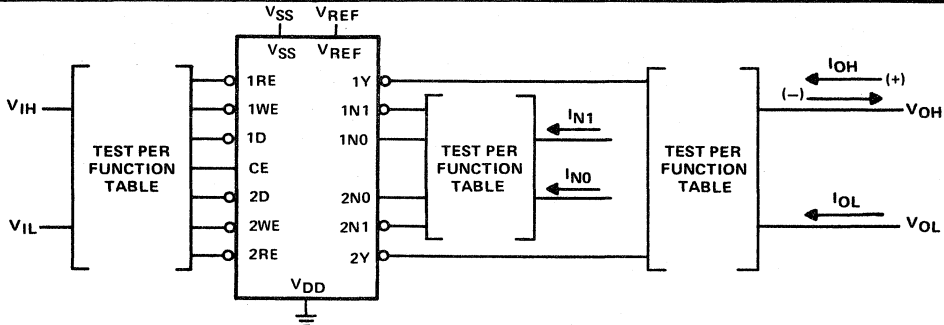 VSS VREF
VSS VREF
VIH
VIL
TEST PER
FUNCTION
TABLE
1RE
1WE
1D
CE
2D
2WE
2RE
1Y
1N1
1N0
2N0
2N1
2Y
VDD
TEST PER
FUNCTION
TABLE
IN1
IN0
TEST PER
FUNCTION
TABLE
IOH
(+)
(−)
VOH
IOL
VOL